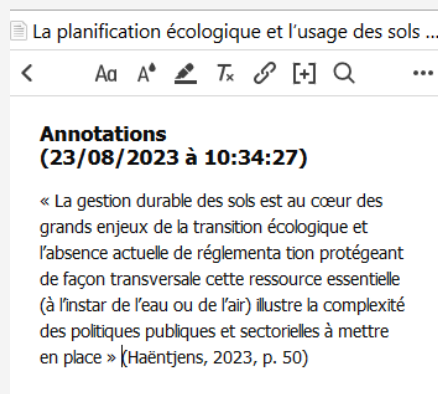 La planification écologique et l'usage des sols ...
Annotations
(23/08/2023 à 10:34:27)
« La gestion durable des sols est au cœur des
grands enjeux de la transition écologique et
l'absence actuelle de réglementa tion protégeant
de façon transversale cette ressource essentielle
(à l'instar de l'eau ou de l'air) illustre la complexité
des politiques publiques et sectorielles à mettre
en place » (Haëntjens, 2023, p. 50)